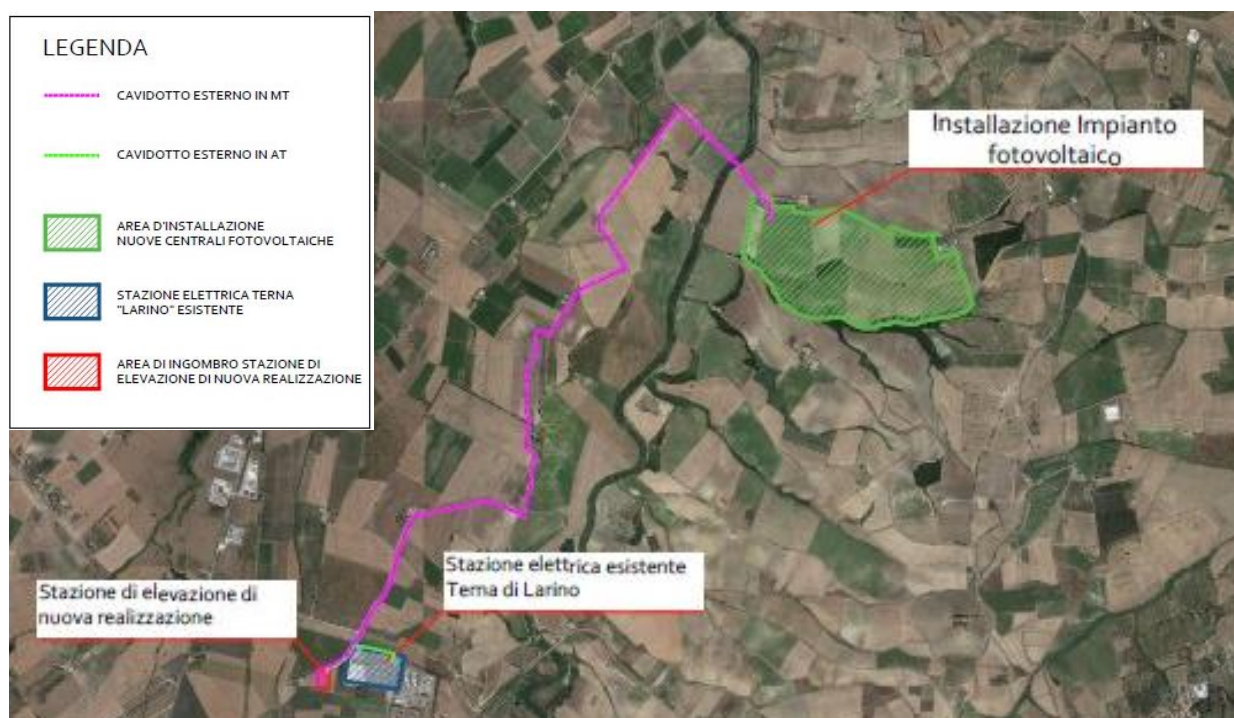 LEGENDA
CAVIDOTTO ESTERNO IN MT
CAVIDOTTO ESTERNO IN AT
AREA D'INSTALLAZIONE
NUOVE CENTRALI FOTOVOLTAICHE
STAZIONE ELETTRICA TERNA
"LARINO" ESISTENTE
AREA DI INGOMBRO STAZIONE DI
ELEVAZIONE DI NUOVA REALIZZAZIONE
Installazione Impianto
fotovoltaico
Stazione elettrica esistente
Terna di Larino
Stazione di elevazione di
nuova realizzazione